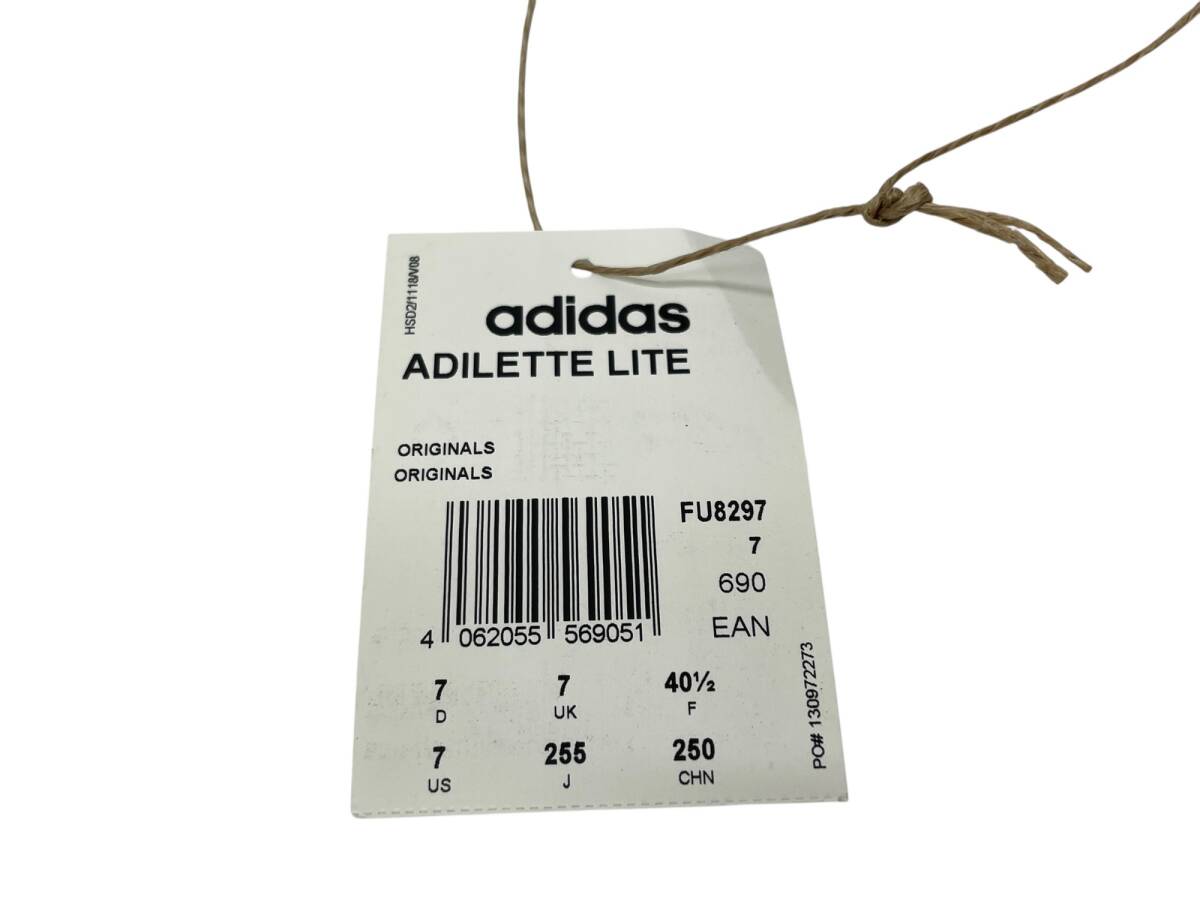 HSD2/1118/V08
adidas
ADILETTE LITE
ORIGINALS
ORIGINALS
FU8297
7
690
EAN
4 062055 569051
7 7 40½
D UK F
7 255 250
US J CHN
PO# 130972273